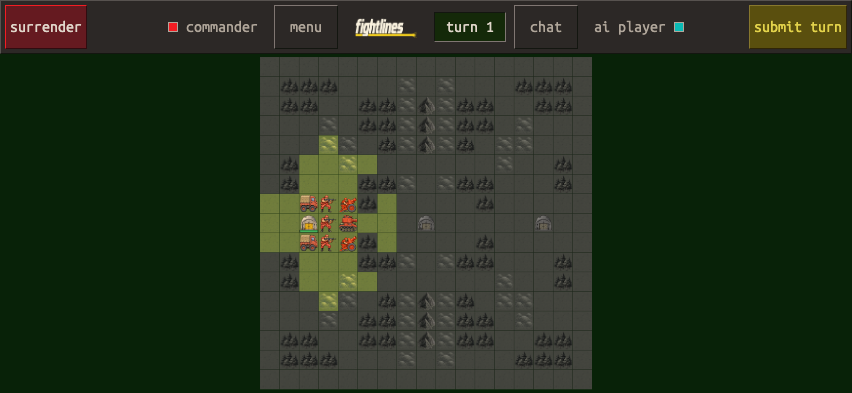 surrender
commander
menu
fightlines
turn 1
chat
ai player
submit turn